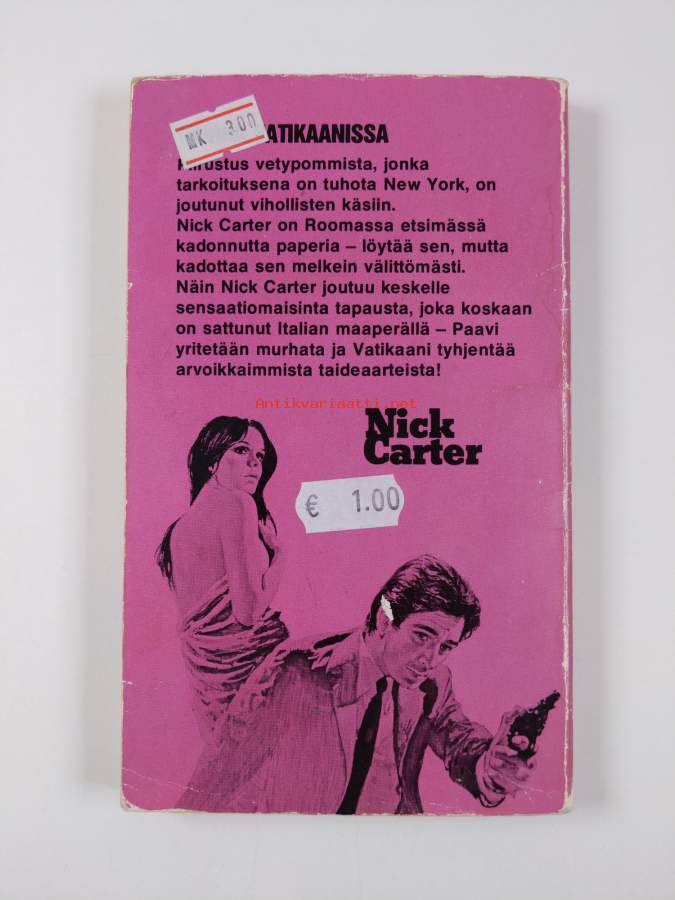 MK 300
ATIKAANISSA
tarkoituksena on tuhota New York, on
joutunut vihollisten käsiin.
Nick Carter on Roomassa etsimässä
kadonnutta paperia – löytää sen, mutta
kadottaa sen melkein välittömästi.
Näin Nick Carter joutuu keskelle
sensaatiomaisinta tapausta, joka koskaan
on sattunut Italian maaperällä – Paavi
yritetään murhata ja Vatikaani tyhjentää
arvoikkaimmista taideaarteista!
Antikvariaatti.net
Nick
Carter
€ 1.00